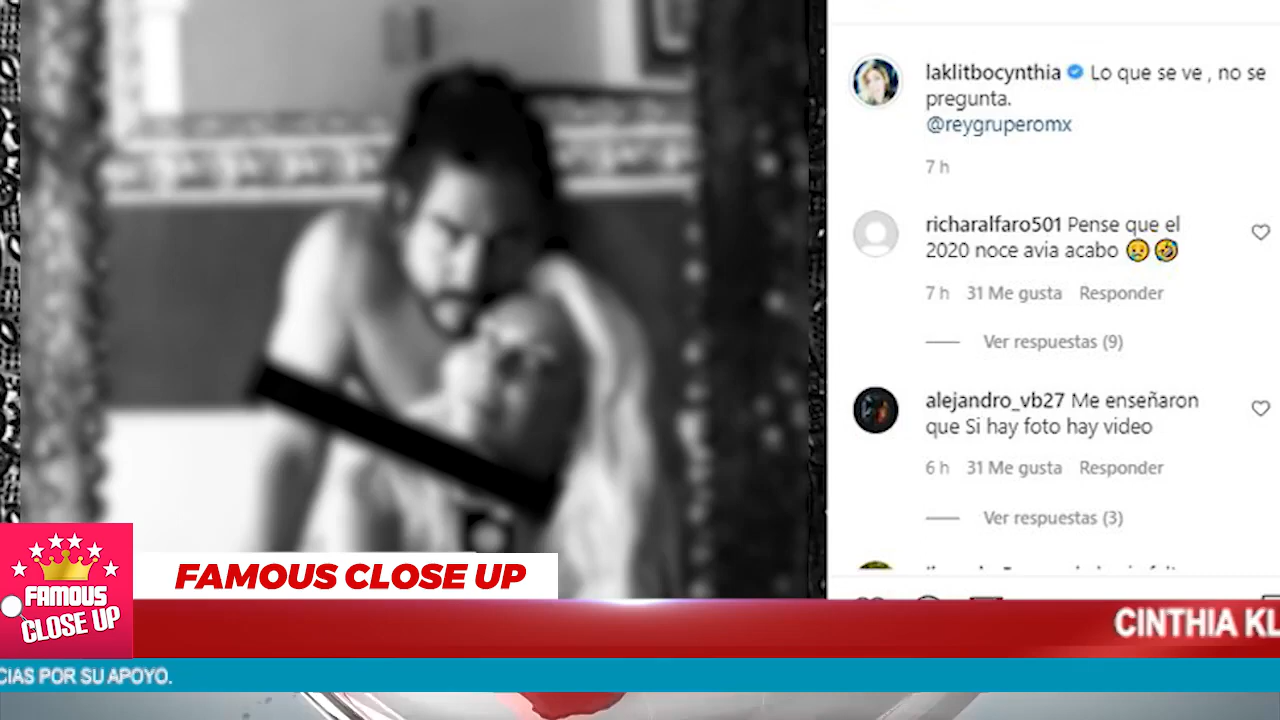 laklitbocynthia Lo que se ve , no se
pregunta.
@reygruperomx
7 h
richaralfaro501 Pense que el
2020 noce avia acabo 😢🤣
7 h 31 Me gusta Responder
Ver respuestas (9)
alejandro_vb27 Me enseñaron
que Si hay foto hay video
6 h 31 Me gusta Responder
Ver respuestas (3)
FAMOUS CLOSE UP
FAMOUS
CLOSE UP
CINTHIA KL
CIAS POR SU APOYO.